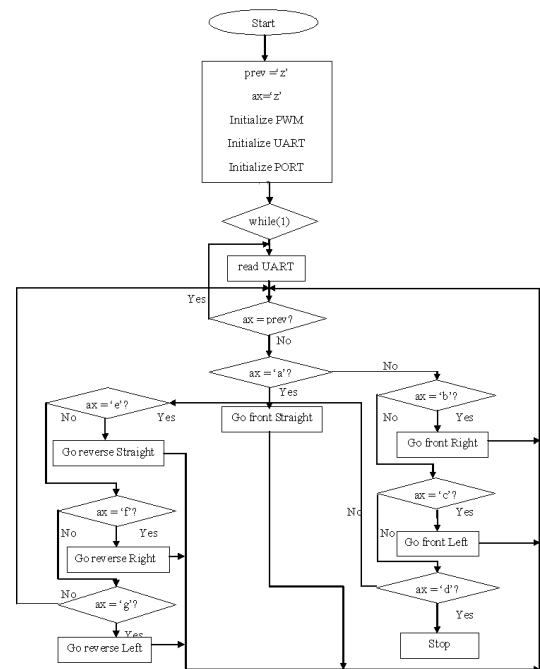 Start
prev ='z'
ax='z'
Initialize PWM
Initialize UART
Initialize PORT
while(1)
read UART
Yes
ax = prev?
No
ax = 'a'?
No
Yes
ax = 'e'?
No
Yes
Go front Straight
ax = 'b'?
No
Yes
Go reverse Straight
Go front Right
ax = 'c'?
No
Yes
ax = 'f'?
No
Yes
No
Go front Left
Go reverse Right
ax = 'd'?
Yes
No
ax = 'g'?
Yes
Go reverse Left
Stop